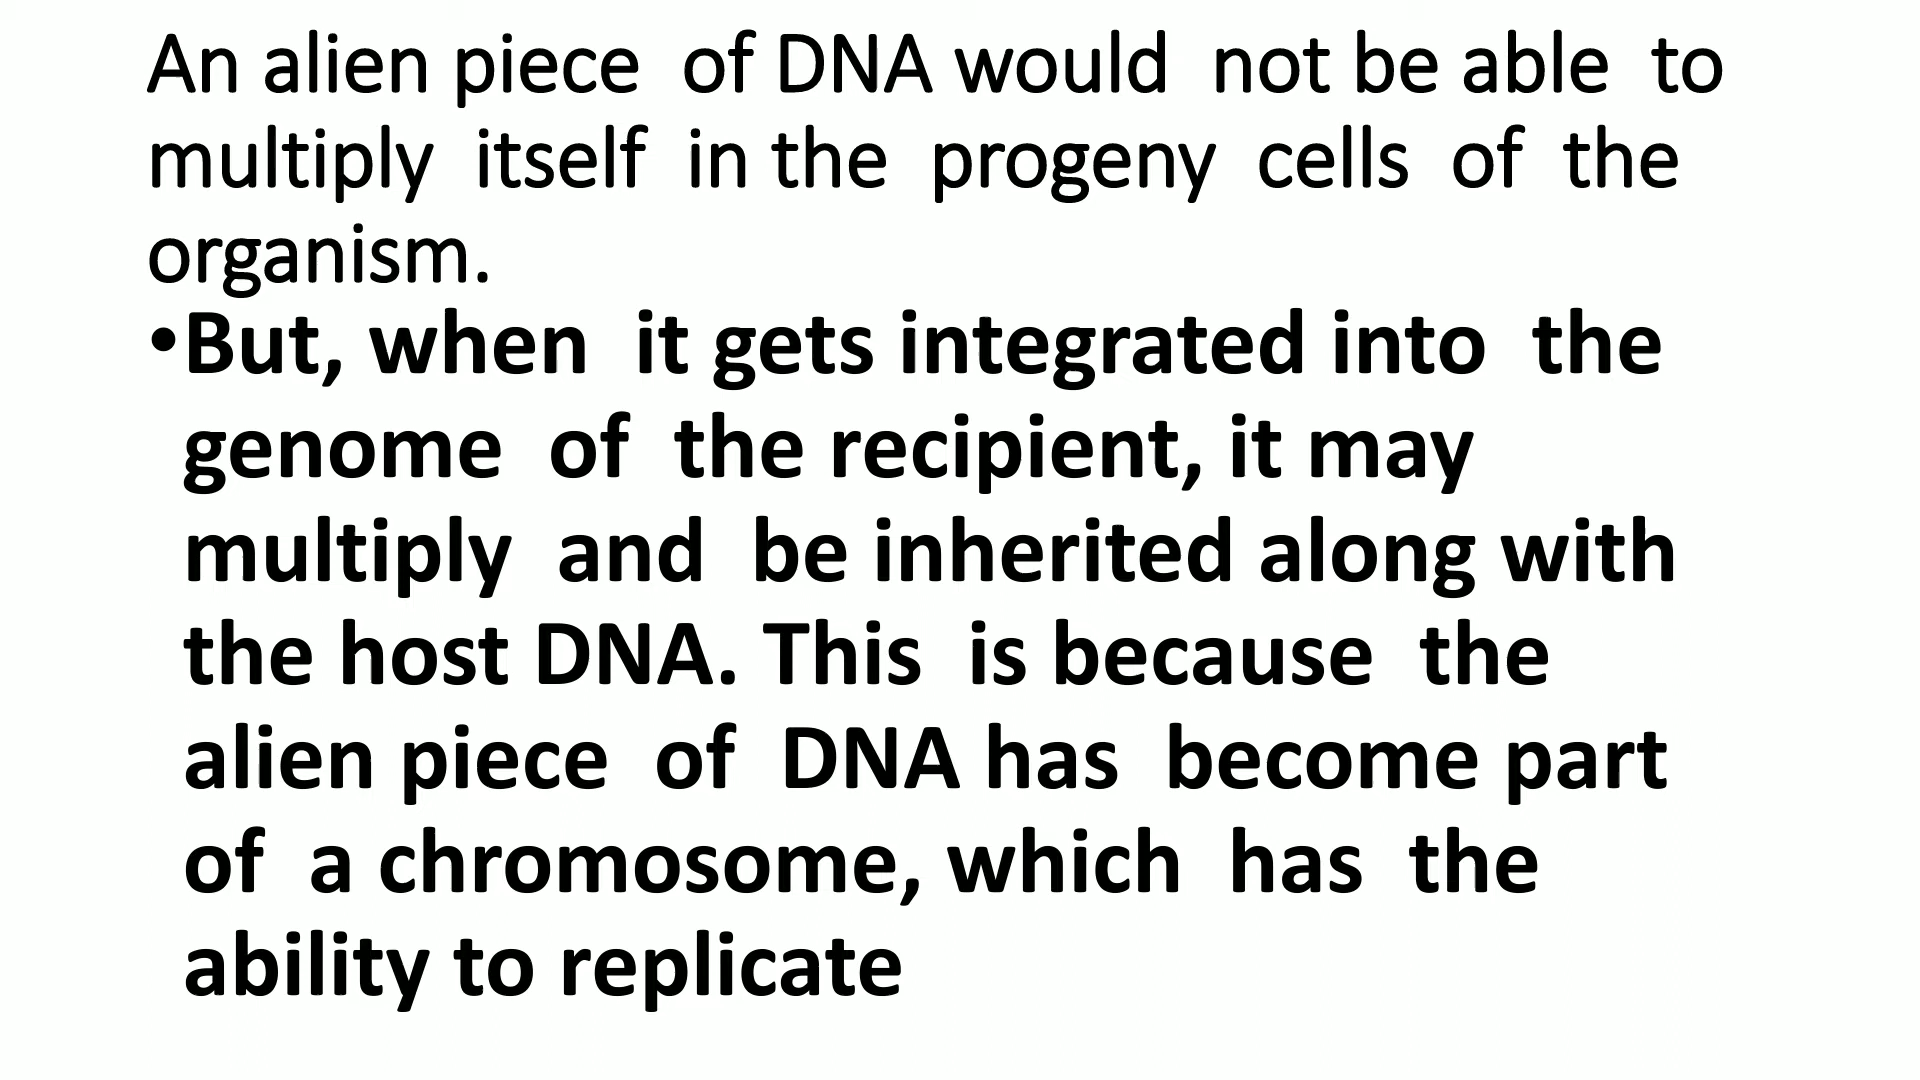 An alien piece of DNA would not be able to
multiply itself in the progeny cells of the
organism.
•But, when it gets integrated into the
genome of the recipient, it may
multiply and be inherited along with
the host DNA. This is because the
alien piece of DNA has become part
of a chromosome, which has the
ability to replicate